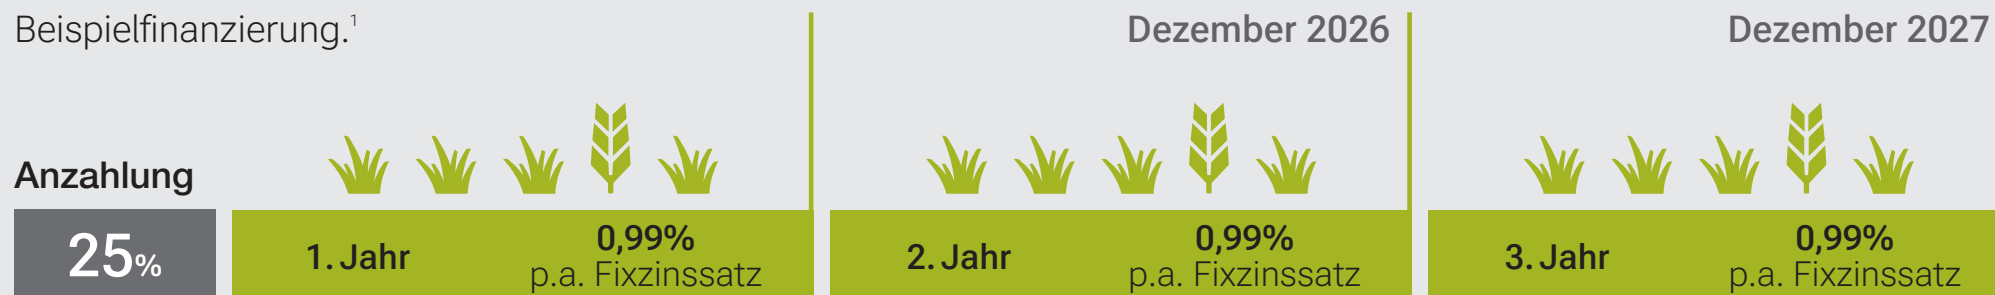 Beispielfinanzierung.¹
Dezember 2026
Dezember 2027
Anzahlung
25%
1. Jahr
0,99%
p.a. Fixzinssatz
2. Jahr
0,99%
p.a. Fixzinssatz
3. Jahr
0,99%
p.a. Fixzinssatz